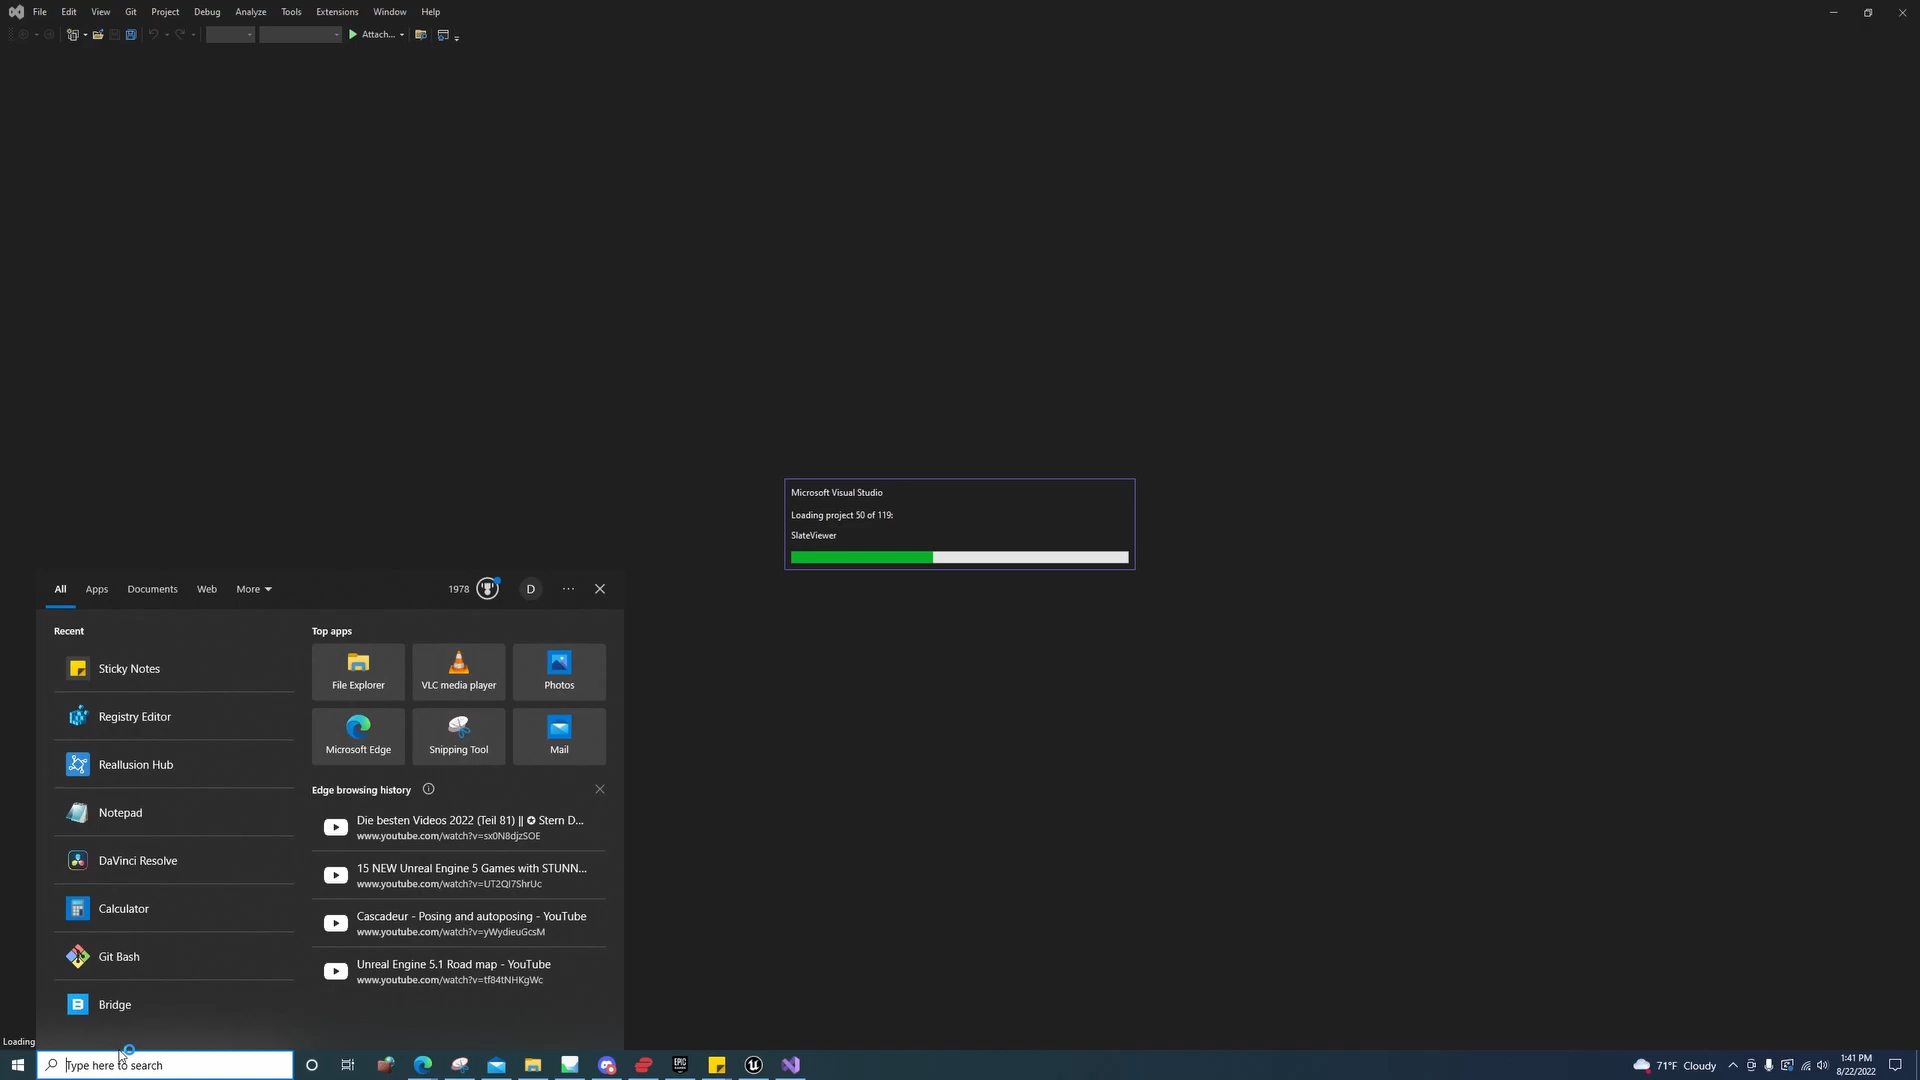 File Edit View Git Project Debug Analyze Tools Extensions Window Help
Attach...
Microsoft Visual Studio
Loading project 50 of 119:
SlateViewer
All Apps Documents Web More 1978 D
Recent
Sticky Notes
Registry Editor
Reallusion Hub
Notepad
DaVinci Resolve
Calculator
Git Bash
Bridge
Top apps
File Explorer VLC media player Photos
Microsoft Edge Snipping Tool Mail
Edge browsing history
Die besten Videos 2022 (Teil 81) || ✪ Stern D...
www.youtube.com/watch?v=sx0N8djzSOE
15 NEW Unreal Engine 5 Games with STUNN...
www.youtube.com/watch?v=UT2QI7ShrUc
Cascadeur - Posing and autoposing - YouTube
www.youtube.com/watch?v=yWydieuGcsM
Unreal Engine 5.1 Road map - YouTube
www.youtube.com/watch?v=tf84tNHKgWc
Loading
Type here to search
EPIC GAMES
71°F Cloudy
1:41 PM
8/22/2022